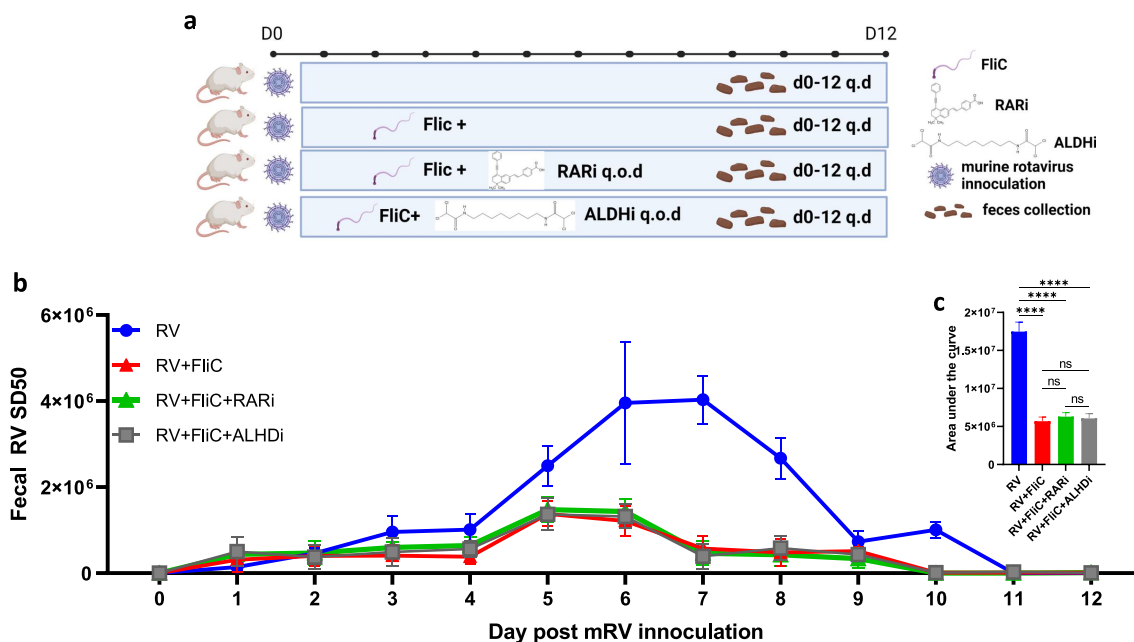 a
D0
D12
d0-12 q.d
Flic +
d0-12 q.d
Flic +
RARi q.o.d
d0-12 q.d
FliC+
ALDHi q.o.d
d0-12 q.d
FliC
RARi
ALDHi
murine rotavirus
innoculation
feces collection
b
Fecal RV SD50
6×10⁶
4×10⁶
2×10⁶
0
RV
RV+FliC
RV+FliC+RARi
RV+FliC+ALHDi
0 1 2 3 4 5 6 7 8 9 10 11 12
Day post mRV innoculation
c
Area under the curve
2×10⁷
1.5×10⁷
1×10⁷
5×10⁶
0
****
****
****
ns
ns
ns
RV
RV+FliC
RV+FliC+RARi
RV+FliC+ALHDi